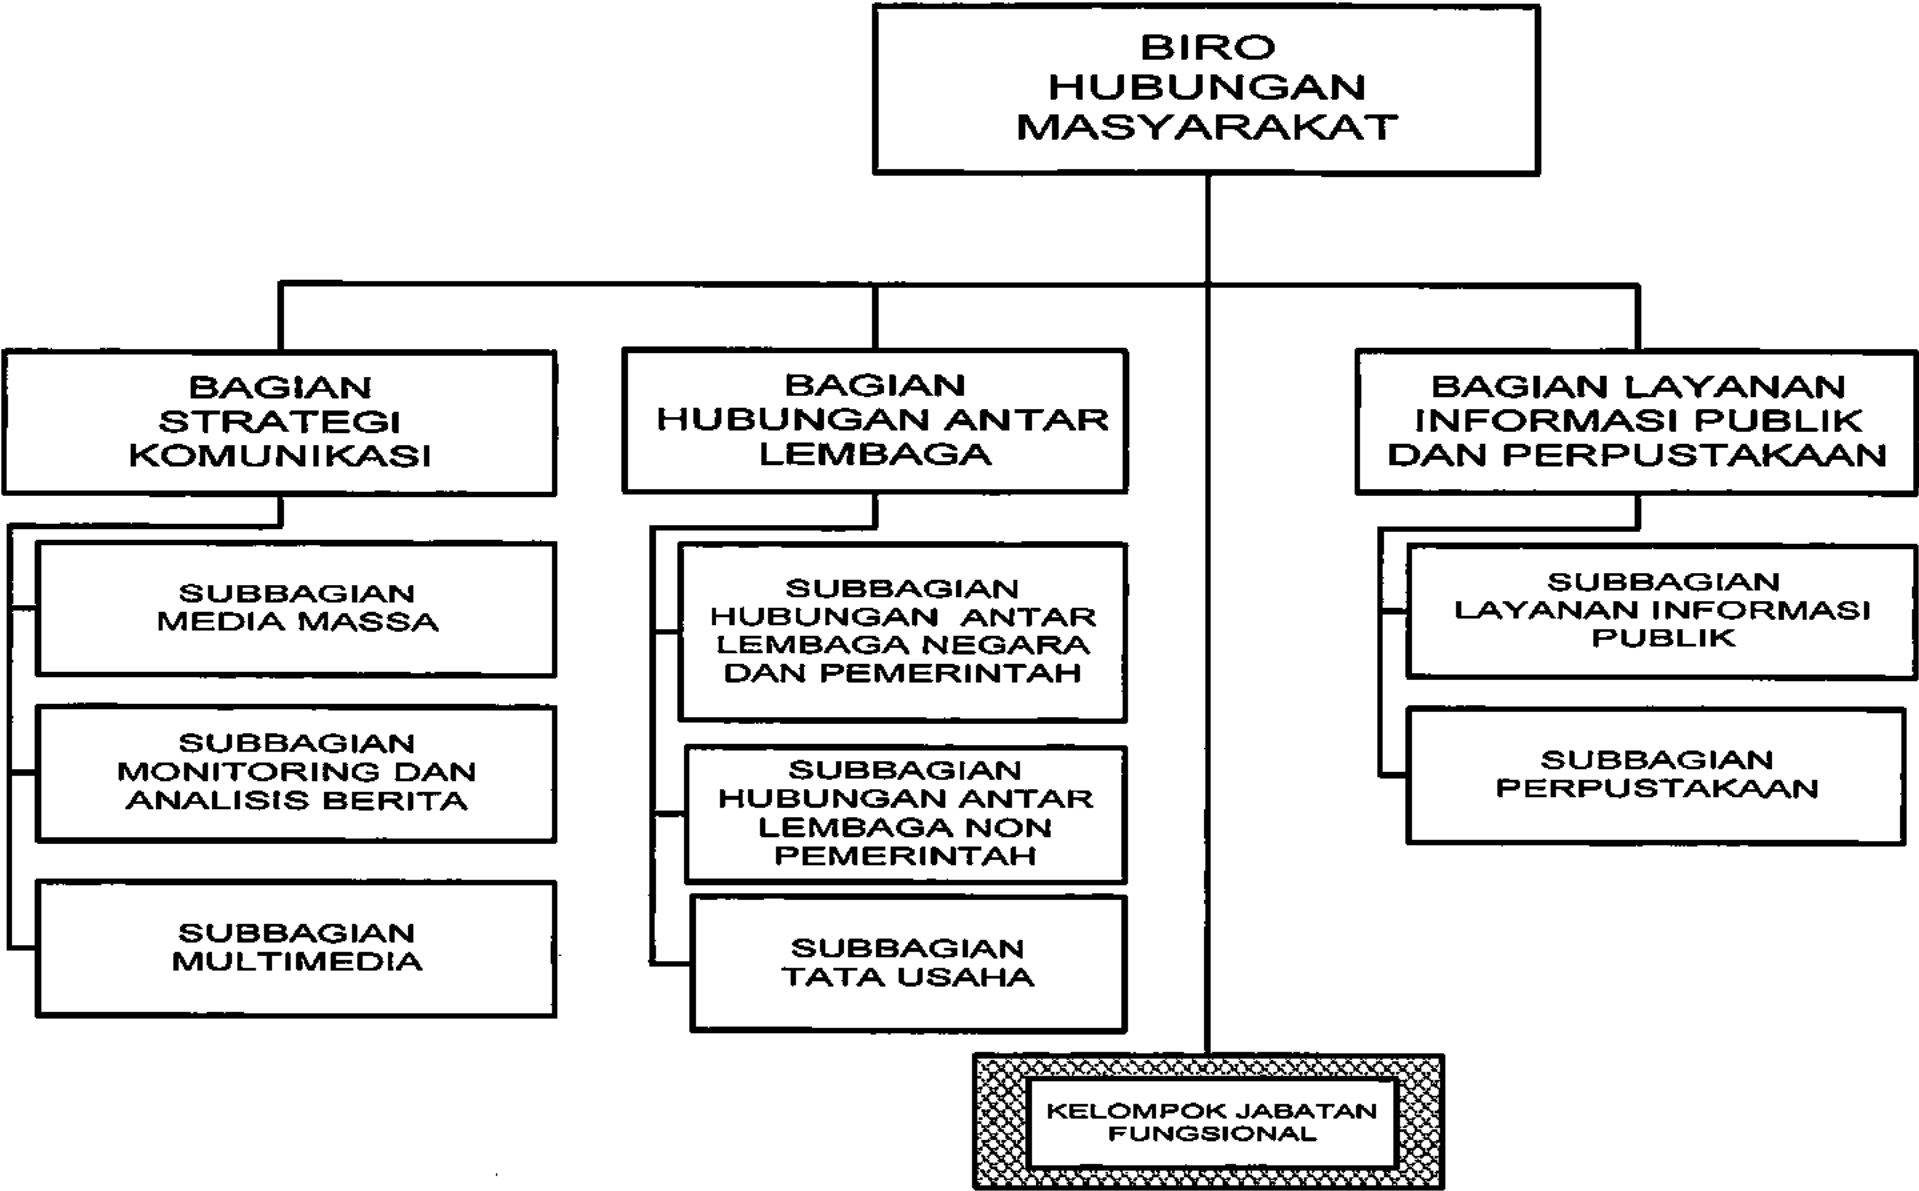 BIRO
HUBUNGAN
MASYARAKAT
BAGIAN
STRATEGI
KOMUNIKASI
SUBBAGIAN
MEDIA MASSA
SUBBAGIAN
MONITORING DAN
ANALISIS BERITA
SUBBAGIAN
MULTIMEDIA
BAGIAN
HUBUNGAN ANTAR
LEMBAGA
SUBBAGIAN
HUBUNGAN ANTAR
LEMBAGA NEGARA
DAN PEMERINTAH
SUBBAGIAN
HUBUNGAN ANTAR
LEMBAGA NON
PEMERINTAH
SUBBAGIAN
TATA USAHA
BAGIAN LAYANAN
INFORMASI PUBLIK
DAN PERPUSTAKAAN
SUBBAGIAN
LAYANAN INFORMASI
PUBLIK
SUBBAGIAN
PERPUSTAKAAN
KELOMPOK JABATAN
FUNGSIONAL